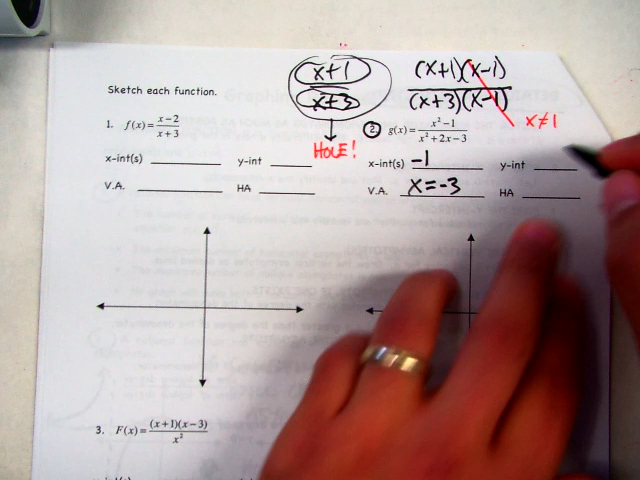 x+1
x+3
HOLE!
(x+1)(x-1)
(x+3)(x-1)
x≠1
Sketch each function.
1. f(x)= x-2 / x+3
x-int(s) y-int
V.A. HA
2. g(x)= x²-1 / x²+2x-3
x-int(s) -1 y-int
V.A. x=-3 HA
3. F(x)= (x+1)(x-3) / x²